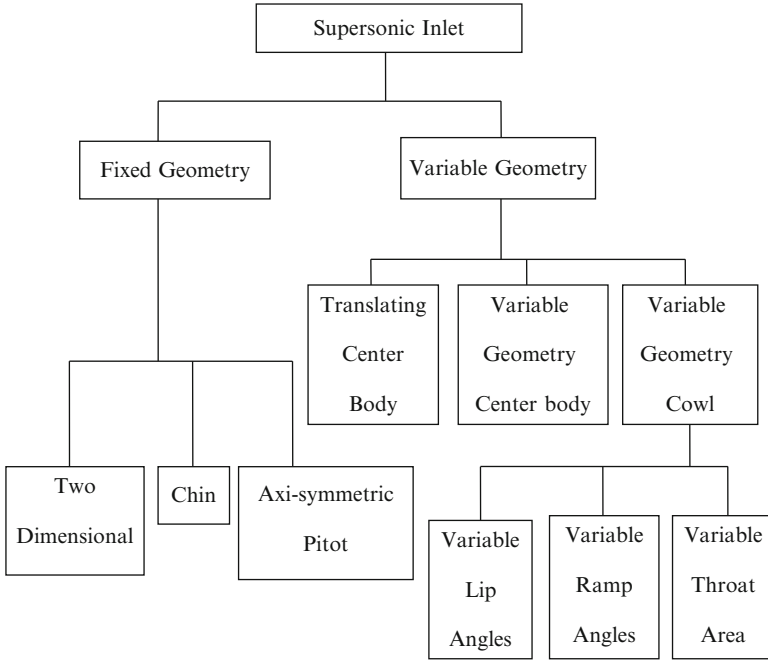 Supersonic Inlet
Fixed Geometry
Variable Geometry
Translating
Center
Body
Variable
Geometry
Center body
Variable
Geometry
Cowl
Two
Dimensional
Chin
Axi-symmetric
Pitot
Variable
Lip
Angles
Variable
Ramp
Angles
Variable
Throat
Area